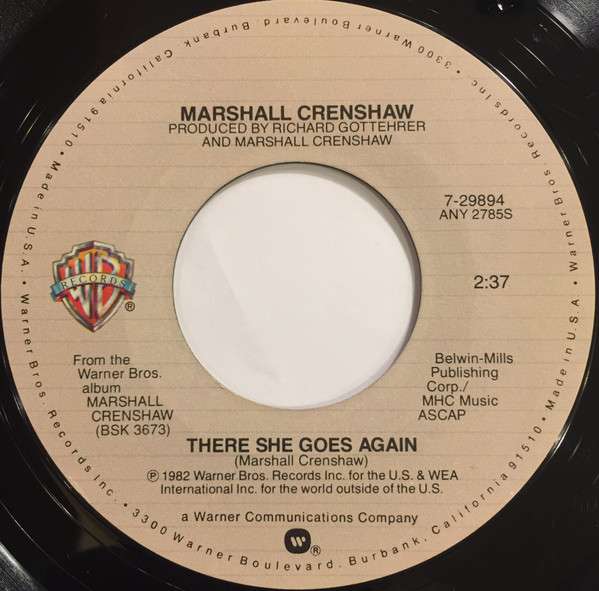 MARSHALL CRENSHAW
PRODUCED BY RICHARD GOTTEHRER
AND MARSHALL CRENSHAW
7-29894
ANY 2785S
2:37
WB
RECORDS
®
From the
Warner Bros.
album
MARSHALL
CRENSHAW
(BSK 3673)
Belwin-Mills
Publishing
Corp./
MHC Music
ASCAP
THERE SHE GOES AGAIN
(Marshall Crenshaw)
Ⓟ 1982 Warner Bros. Records Inc. for the U.S. & WEA
International Inc. for the world outside of the U.S.
a Warner Communications Company
®
Warner Bros. Records Inc. • 3300 Warner Boulevard, Burbank, California 91510 • Made in U.S.A. • Warner Bros. Records Inc. • 3300 Warner Boulevard, Burbank, California 91510 • Made in U.S.A. •